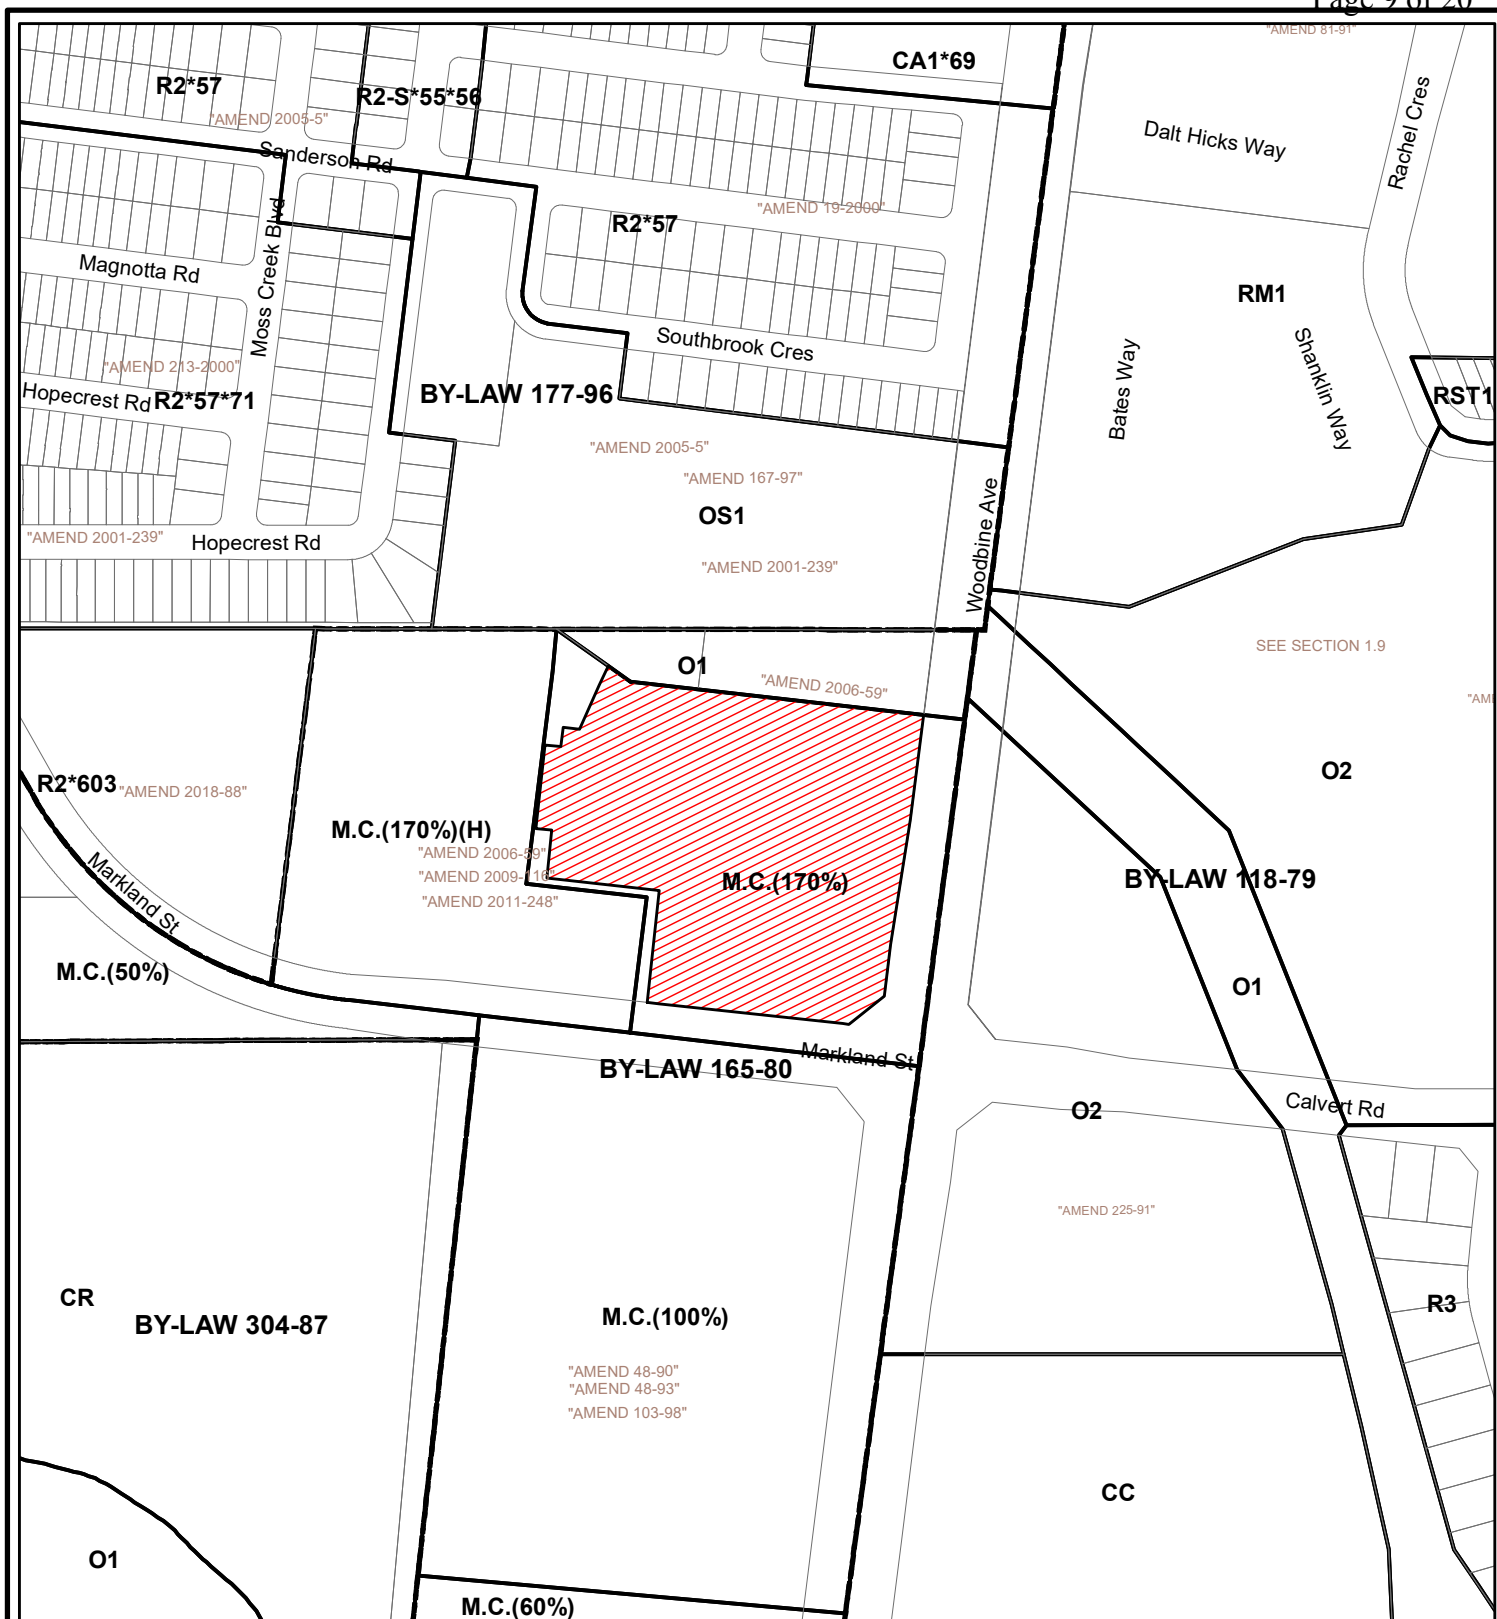 Page 9 of 20
"AMEND 81-91"
CA1*69
R2*57
R2-S*55*56
"AMEND 2005-5"
Rachel Cres
Dalt Hicks Way
Sanderson Rd
"AMEND 19-2000"
R2*57
Moss Creek Blvd
Magnotta Rd
RM1
Southbrook Cres
Shanklin Way
Bates Way
"AMEND 213-2000"
Hopecrest Rd
R2*57*71
BY-LAW 177-96
RST1
"AMEND 2005-5"
"AMEND 167-97"
OS1
Woodbine Ave
"AMEND 2001-239"
Hopecrest Rd
"AMEND 2001-239"
SEE SECTION 1.9
O1
"AMEND 2006-59"
"AME
O2
R2*603
"AMEND 2018-88"
M.C.(170%)(H)
"AMEND 2006-59"
"AMEND 2009-116"
"AMEND 2011-248"
M.C.(170%)
BY-LAW 118-79
Markland St
M.C.(50%)
O1
Markland St
BY-LAW 165-80
O2
Calvert Rd
"AMEND 225-91"
CR
BY-LAW 304-87
M.C.(100%)
R3
"AMEND 48-90"
"AMEND 48-93"
"AMEND 103-98"
CC
O1
M.C.(60%)